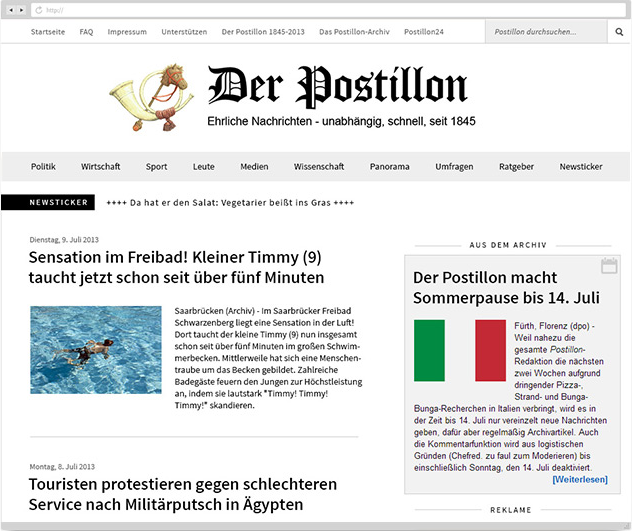 http://
Startseite FAQ Impressum Unterstützen Der Postillon 1845-2013 Das Postillon-Archiv Postillon24 Postillon durchsuchen...
Der Postillon
Ehrliche Nachrichten - unabhängig, schnell, seit 1845
Politik Wirtschaft Sport Leute Medien Wissenschaft Panorama Umfragen Ratgeber Newsticker
NEWSTICKER ++++ Da hat er den Salat: Vegetarier beißt ins Gras ++++
Dienstag, 9. Juli 2013
Sensation im Freibad! Kleiner Timmy (9)
taucht jetzt schon seit über fünf Minuten
Saarbrücken (Archiv) - Im Saarbrücker Freibad
Schwarzenberg liegt eine Sensation in der Luft!
Dort taucht der kleine Timmy (9) nun insgesamt
schon seit über fünf Minuten im großen Schwim-
merbecken. Mittlerweile hat sich eine Menschen-
traube um das Becken gebildet. Zahlreiche
Badegäste feuern den Jungen zur Höchstleistung
an, indem sie lautstark "Timmy! Timmy!
Timmy!" skandieren.
Montag, 8. Juli 2013
Touristen protestieren gegen schlechteren
Service nach Militärputsch in Ägypten
AUS DEM ARCHIV
Der Postillon macht
Sommerpause bis 14. Juli
Fürth, Florenz (dpo) -
Weil nahezu die
gesamte Postillon-
Redaktion die nächsten
zwei Wochen aufgrund
dringender Pizza-,
Strand- und Bunga-
Bunga-Recherchen in Italien verbringt, wird es in
der Zeit bis 14. Juli nur vereinzelt neue Nachrichten
geben, dafür aber regelmäßig Archivartikel. Auch
die Kommentarfunktion wird aus logistischen
Gründen (Chefred. zu faul zum Moderieren) bis
einschließlich Sonntag, den 14. Juli deaktiviert.
[Weiterlesen]
REKLAME